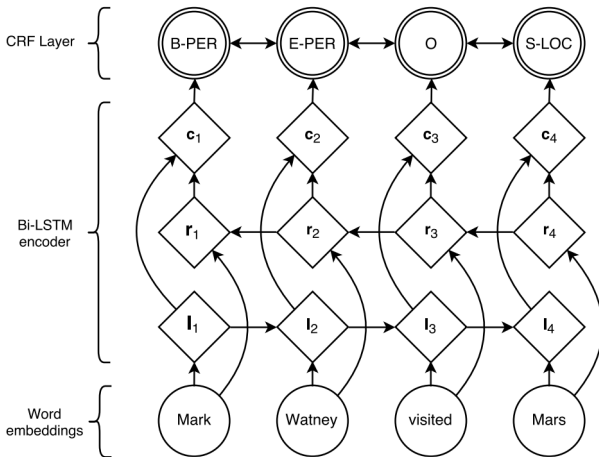 CRF Layer
B-PER E-PER O S-LOC
c1 c2 c3 c4
Bi-LSTM
encoder
r1 r2 r3 r4
l1 l2 l3 l4
Word
embeddings
Mark Watney visited Mars